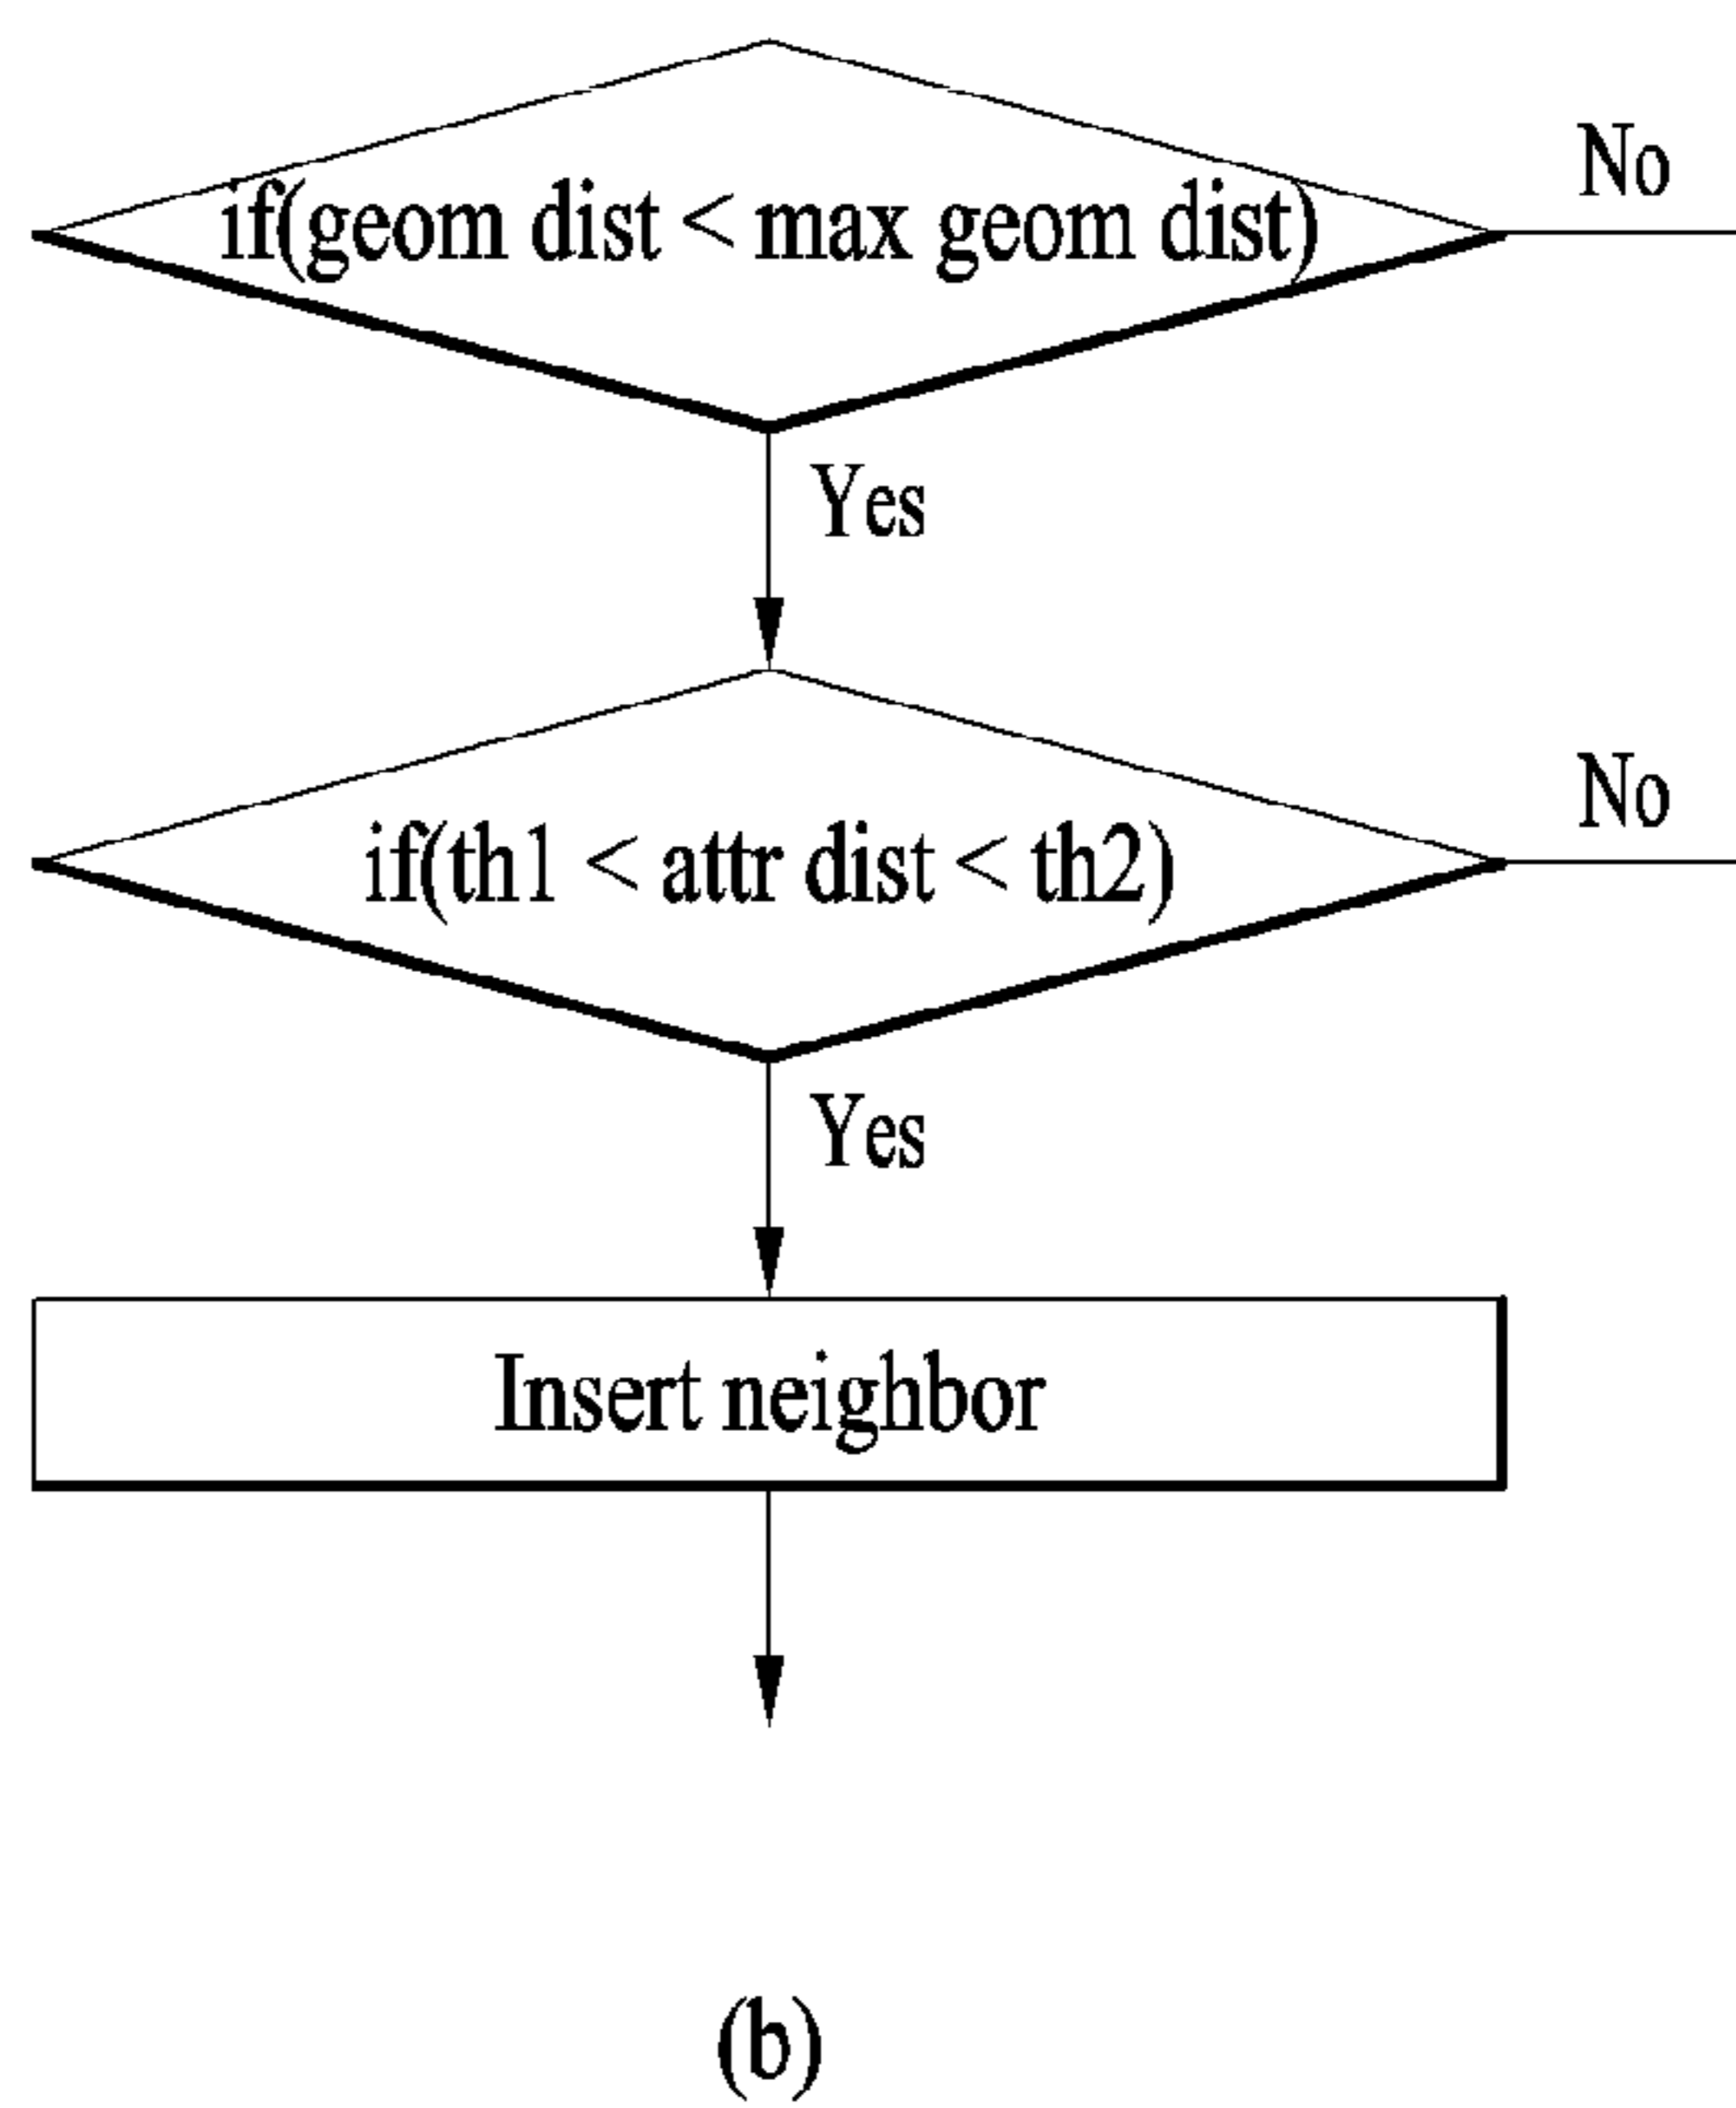 if(geom dist < max geom dist)
No
Yes
if(th1 < attr dist < th2)
No
Yes
Insert neighbor
(b)